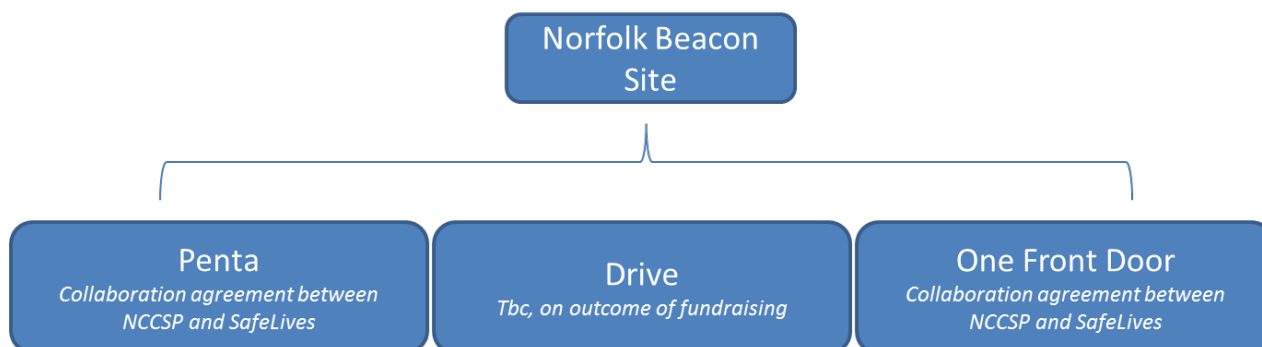 Norfolk Beacon
Site
Penta
Collaboration agreement between
NCCSP and SafeLives
Drive
Tbc, on outcome of fundraising
One Front Door
Collaboration agreement between
NCCSP and SafeLives